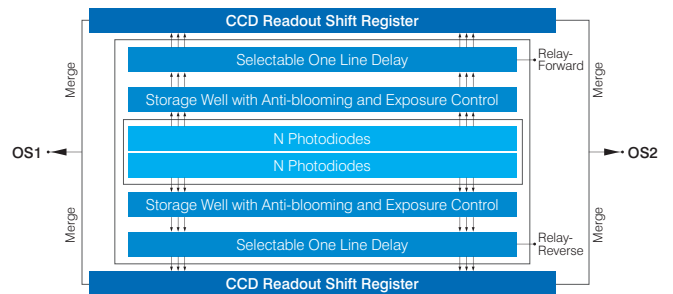 CCD Readout Shift Register
Selectable One Line Delay
Relay-
Forward
Merge
Merge
Storage Well with Anti-blooming and Exposure Control
N Photodiodes
OS1
OS2
N Photodiodes
Storage Well with Anti-blooming and Exposure Control
Merge
Merge
Selectable One Line Delay
Relay-
Reverse
CCD Readout Shift Register